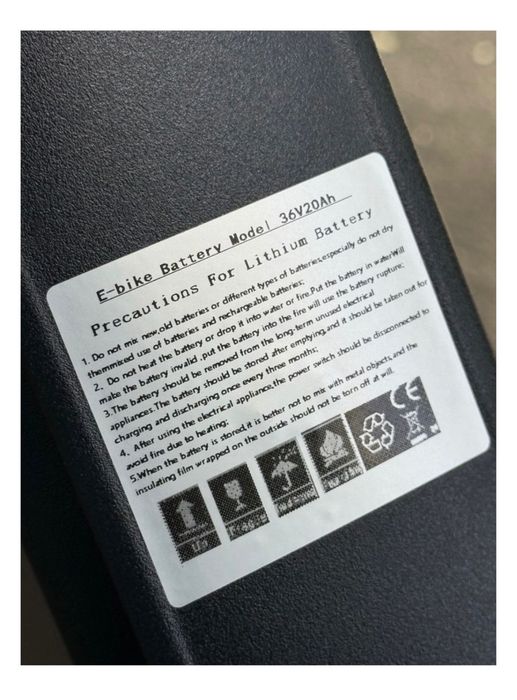 E-bike Battery Model 36V20Ah
Precautions For Lithium Battery
1. Do not mix new,old batteries or different types of batteries,especially do not dry
themmixed use of batteries and rechargeable batteries;
2. Do not heat the battery or drop it into water or fire.Put the battery in waterWill
make the battery invalid ,put the battery into the fire will use the battery rupture;
3.The battery should be removed from the long-term unused electrical
appliances.The battery should be stored after emptying,and it should be taken out for
charging and discharging once every three months;
4. After using the electrical appliance,the power switch should be disconnected to
avoid fire due to heating;
5.When the battery is stored,it is better not to mix with metal objects,and the
insulating film wrapped on the outside should not be torn off at will.
CE
Up